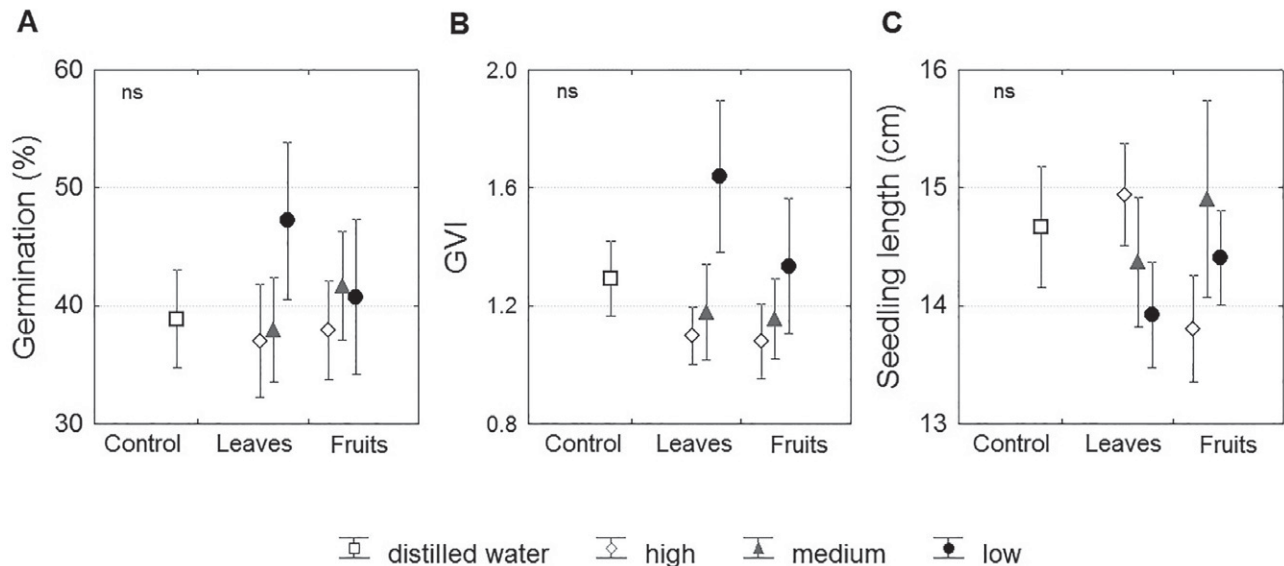 A
Germination (%)
60
50
40
30
ns
Control Leaves Fruits
B
GVI
2.0
1.6
1.2
0.8
ns
Control Leaves Fruits
C
Seedling length (cm)
16
15
14
13
ns
Control Leaves Fruits
distilled water high medium low